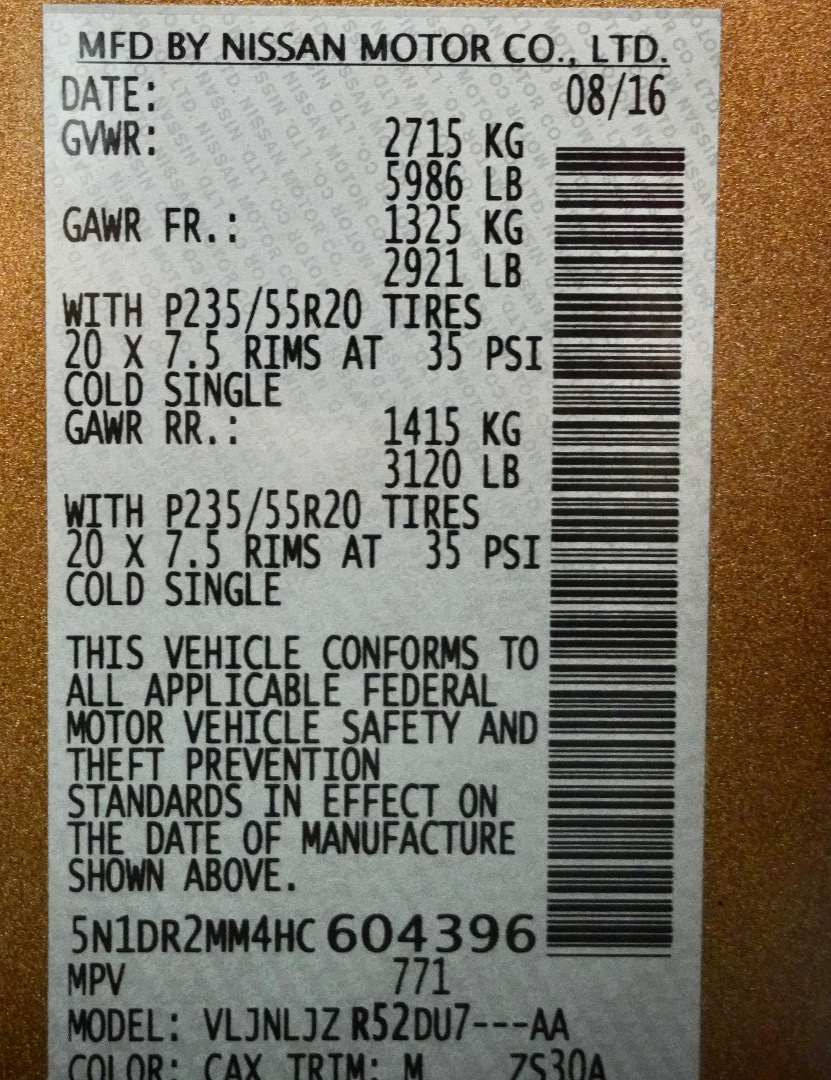 MFD BY NISSAN MOTOR CO., LTD.
DATE: 08/16
GVWR: 2715 KG
5986 LB
GAWR FR.: 1325 KG
2921 LB
WITH P235/55R20 TIRES
20 X 7.5 RIMS AT 35 PSI
COLD SINGLE
GAWR RR.: 1415 KG
3120 LB
WITH P235/55R20 TIRES
20 X 7.5 RIMS AT 35 PSI
COLD SINGLE
THIS VEHICLE CONFORMS TO
ALL APPLICABLE FEDERAL
MOTOR VEHICLE SAFETY AND
THEFT PREVENTION
STANDARDS IN EFFECT ON
THE DATE OF MANUFACTURE
SHOWN ABOVE.
5N1DR2MM4HC604396
MPV 771
MODEL: VLJNLJZ R52DU7---AA
COLOR: CAX TRIM: M ZS30A